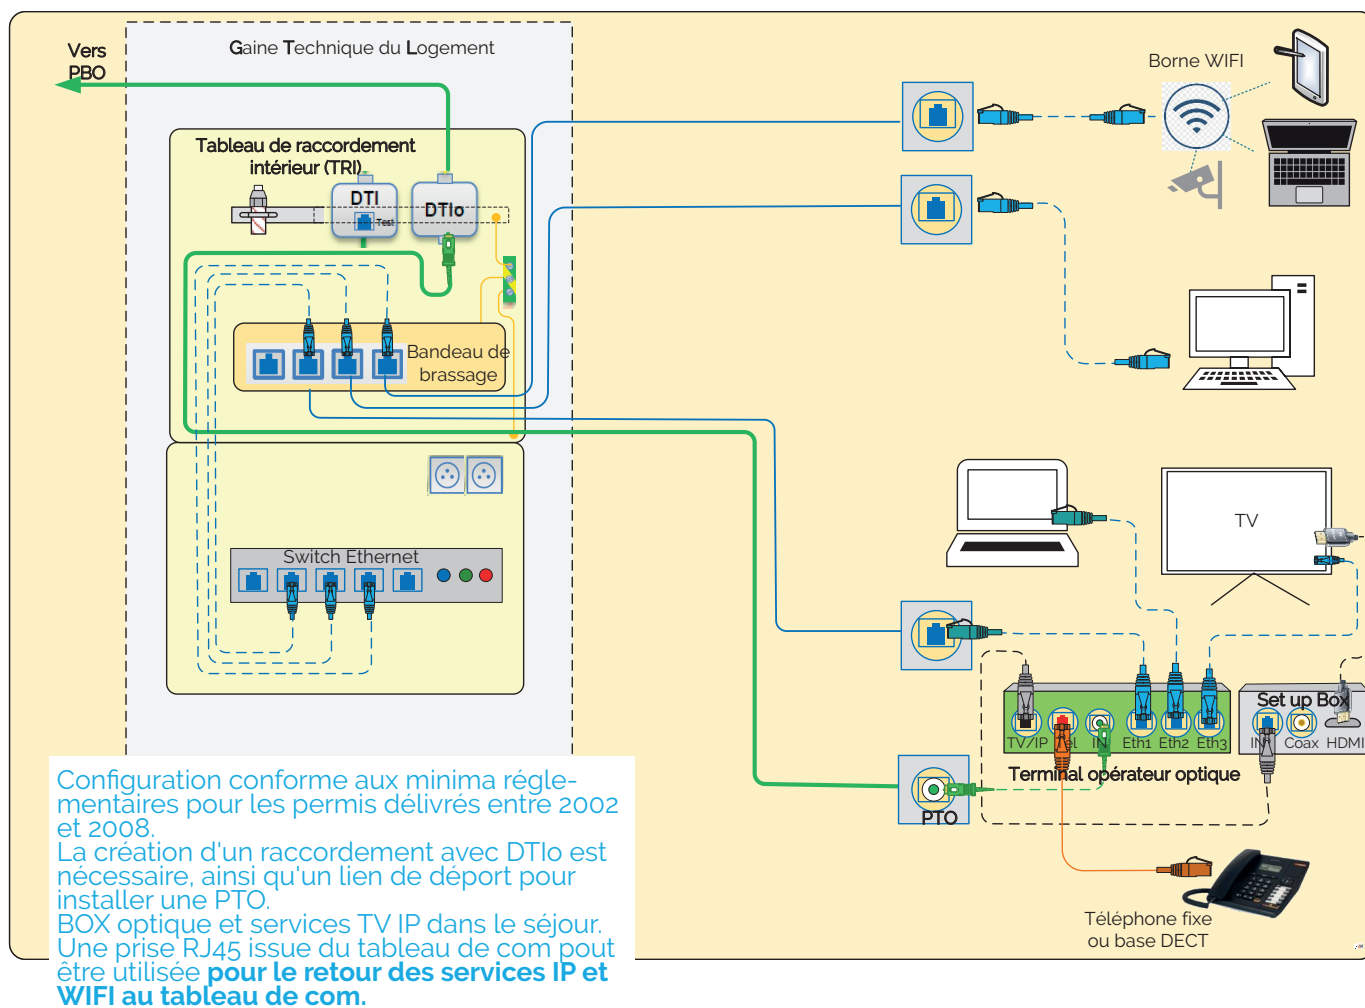 Vers
PBO
Gaine Technique du Logement
Borne WIFI
Tableau de raccordement
intérieur (TRI)
DTI
Test
DTIo
Bandeau de
brassage
Switch Ethernet
TV
Set up Box
TV/IP Tel IN Eth1 Eth2 Eth3
IN Coax HDMI
Terminal opérateur optique
PTO
Téléphone fixe
ou base DECT
Configuration conforme aux minima régle-
mentaires pour les permis délivrés entre 2002
et 2008.
La création d'un raccordement avec DTIo est
nécessaire, ainsi qu'un lien de déport pour
installer une PTO.
BOX optique et services TV IP dans le séjour.
Une prise RJ45 issue du tableau de com peut
être utilisée pour le retour des services IP et
WIFI au tableau de com.